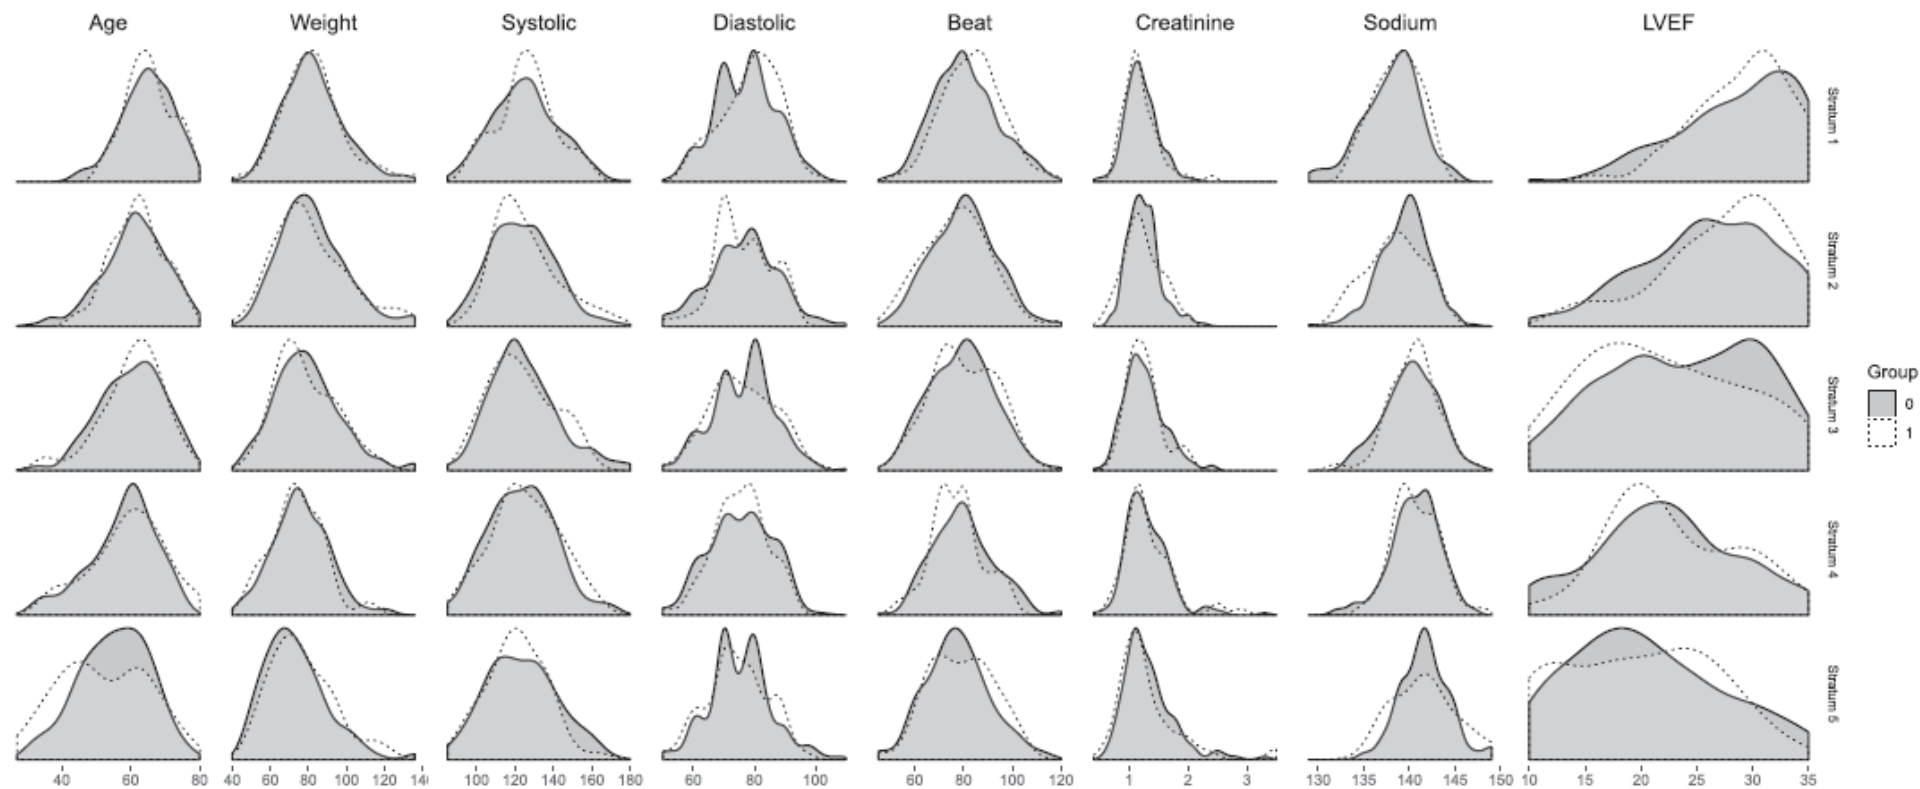 Age Weight Systolic Diastolic Beat Creatinine Sodium LVEF
Stratum 1
Stratum 2
Stratum 3
Stratum 4
Stratum 5
Group
0
1
40 60 80 40 60 80 100 120 140 100 120 140 160 180 60 80 100 60 80 100 120 1 2 3 130 135 140 145 150 10 15 20 25 30 35